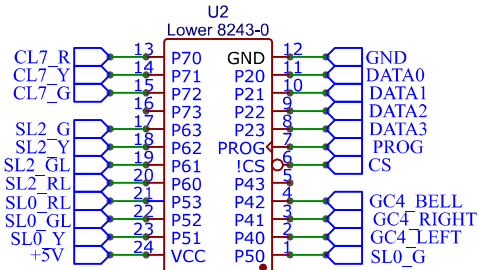 U2
Lower 8243-0
CL7_R 13 P70 GND 12 GND
CL7_Y 14 P71 P20 11 DATA0
CL7_G 15 P72 P21 10 DATA1
16 P73 P22 9 DATA2
SL2_G 17 P63 P23 8 DATA3
SL2_Y 18 P62 PROG 7 PROG
SL2_GL 19 P61 !CS 6 CS
SL2_RL 20 P60 P43 5
SL0_RL 21 P53 P42 4 GC4_BELL
SL0_GL 22 P52 P41 3 GC4_RIGHT
SL0_Y 23 P51 P40 2 GC4_LEFT
+5V 24 VCC P50 1 SL0_G